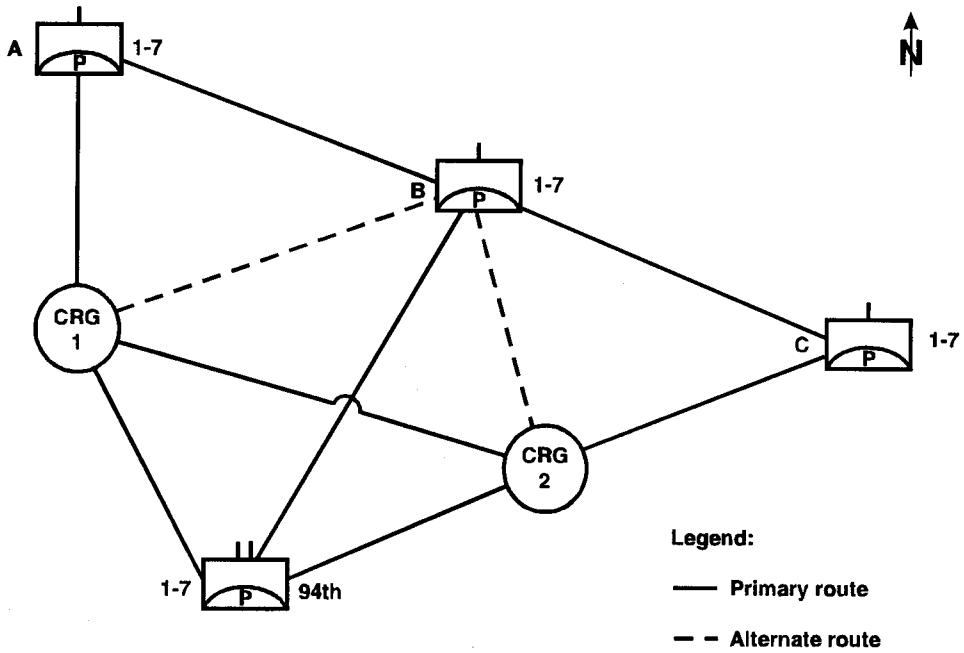 N
A
P
1-7
B
P
1-7
CRG
1
C
P
1-7
CRG
2
1-7
P
94th
Legend:
Primary route
Alternate route